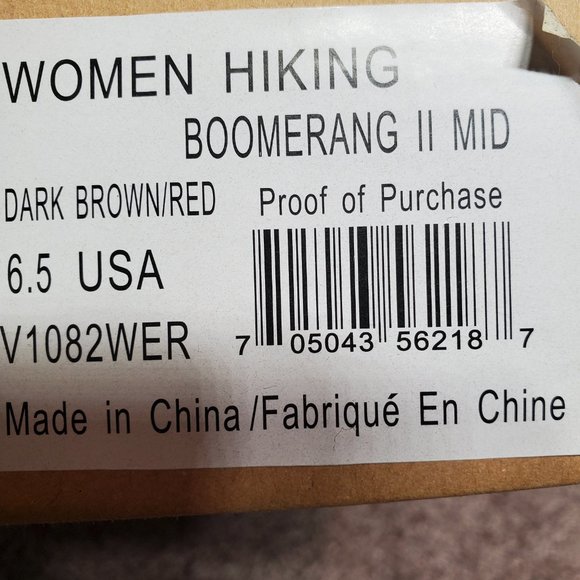 WOMEN HIKING
BOOMERANG II MID
DARK BROWN/RED
Proof of Purchase
6.5 USA
V1082WER
7 05043 56218 7
Made in China/Fabriqué En Chine